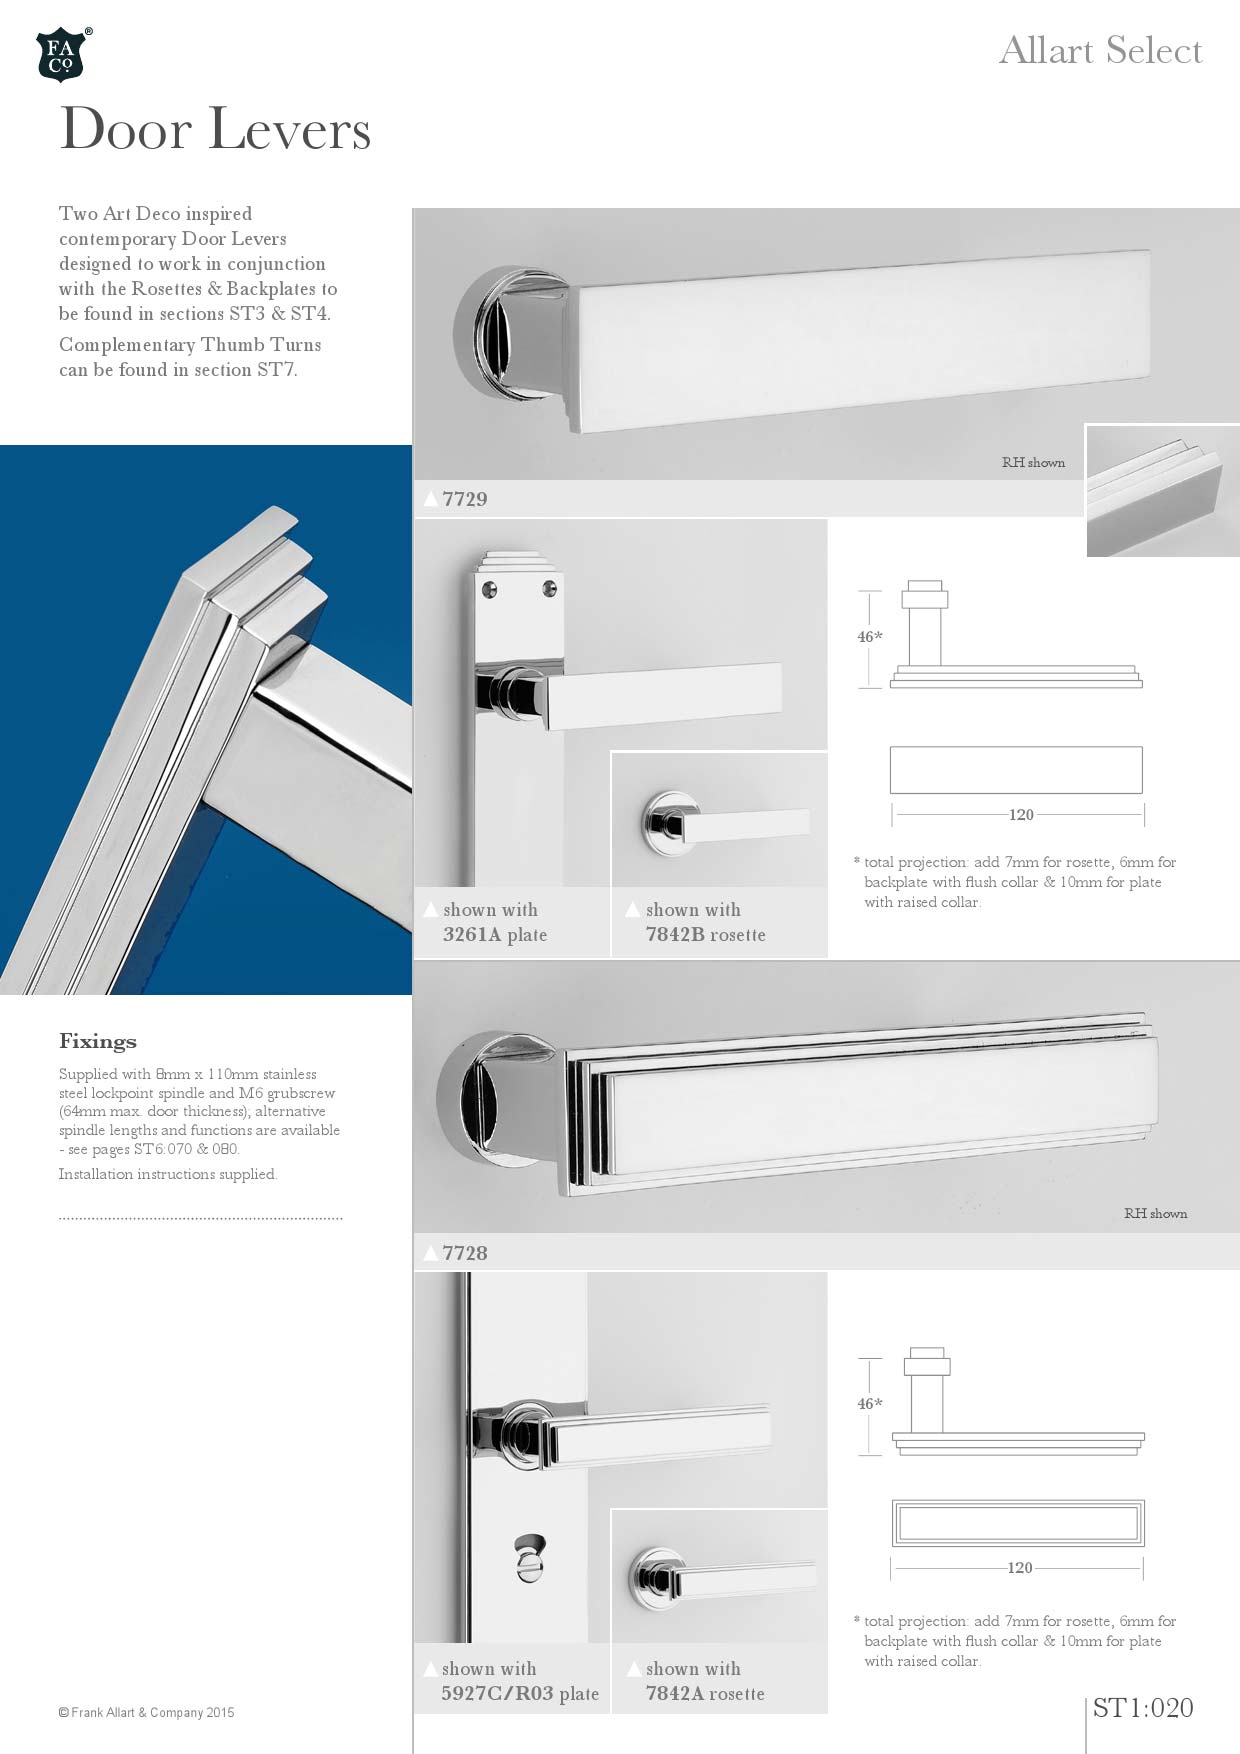 FA
Co.
®
Allart Select
Door Levers
Two Art Deco inspired
contemporary Door Levers
designed to work in conjunction
with the Rosettes & Backplates to
be found in sections ST3 & ST4.
Complementary Thumb Turns
can be found in section ST7.
RH shown
7729
46*
120
* total projection: add 7mm for rosette, 6mm for
backplate with flush collar & 10mm for plate
with raised collar.
shown with
3261A plate
shown with
7842B rosette
Fixings
Supplied with 8mm x 110mm stainless
steel lockpoint spindle and M6 grubscrew
(64mm max. door thickness); alternative
spindle lengths and functions are available
- see pages ST6:070 & 080.
Installation instructions supplied.
RH shown
7728
46*
120
* total projection: add 7mm for rosette, 6mm for
backplate with flush collar & 10mm for plate
with raised collar.
shown with
5927C/R03 plate
shown with
7842A rosette
© Frank Allart & Company 2015
ST1:020